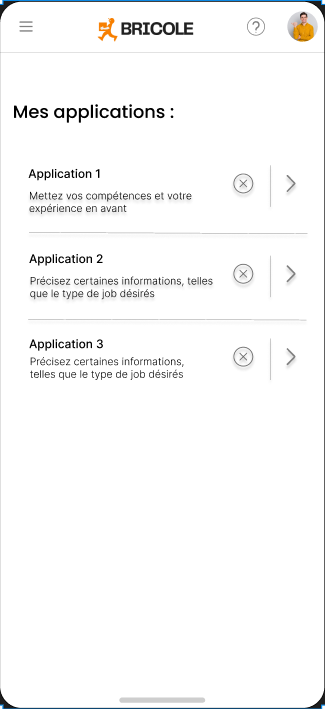 BRICOLE
?
Mes applications :
Application 1
Mettez vos compétences et votre
expérience en avant
Application 2
Précisez certaines informations, telles
que le type de job désirés
Application 3
Précisez certaines informations,
telles que le type de job désirés